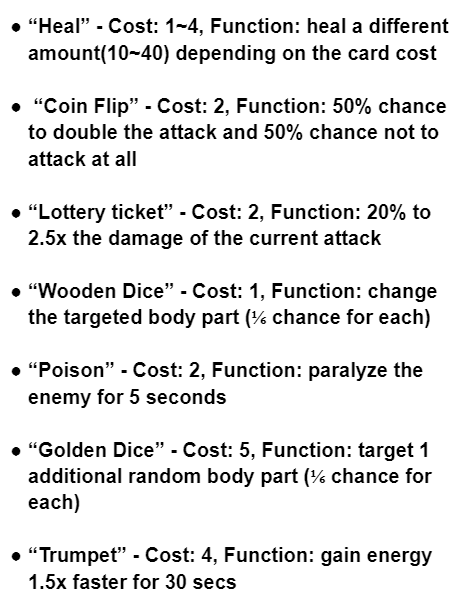 ● “Heal” - Cost: 1~4, Function: heal a different
amount(10~40) depending on the card cost
● “Coin Flip” - Cost: 2, Function: 50% chance
to double the attack and 50% chance not to
attack at all
● “Lottery ticket” - Cost: 2, Function: 20% to
2.5x the damage of the current attack
● “Wooden Dice” - Cost: 1, Function: change
the targeted body part (⅙ chance for each)
● “Poison” - Cost: 2, Function: paralyze the
enemy for 5 seconds
● “Golden Dice” - Cost: 5, Function: target 1
additional random body part (⅙ chance for
each)
● “Trumpet” - Cost: 4, Function: gain energy
1.5x faster for 30 secs